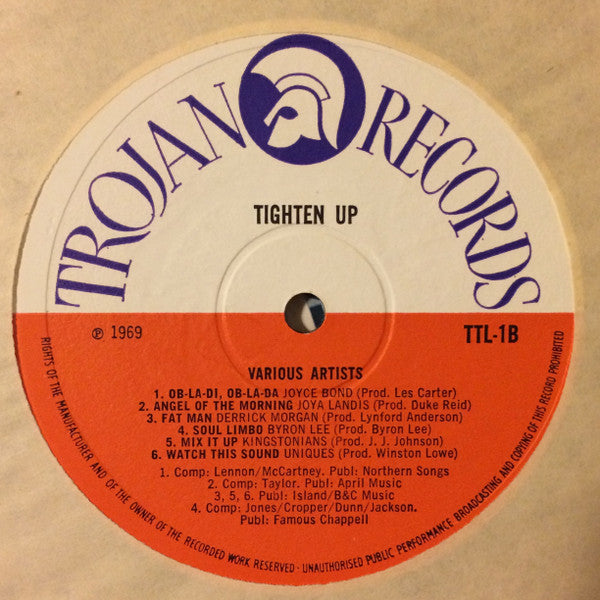 TROJAN RECORDS
TIGHTEN UP
℗ 1969
TTL-1B
VARIOUS ARTISTS
1. OB-LA-DI, OB-LA-DA JOYCE BOND (Prod. Les Carter)
2. ANGEL OF THE MORNING JOYA LANDIS (Prod. Duke Reid)
3. FAT MAN DERRICK MORGAN (Prod. Lynford Anderson)
4. SOUL LIMBO BYRON LEE (Prod. Byron Lee)
5. MIX IT UP KINGSTONIANS (Prod. J. J. Johnson)
6. WATCH THIS SOUND UNIQUES (Prod. Winston Lowe)
1. Comp: Lennon/McCartney. Publ: Northern Songs
2. Comp: Taylor. Publ: April Music
3, 5, 6. Publ: Island/B&C Music
4. Comp: Jones/Cropper/Dunn/Jackson.
Publ: Famous Chappell
RIGHTS OF THE MANUFACTURER AND OF THE OWNER OF THE RECORDED WORK RESERVED · UNAUTHORISED PUBLIC PERFORMANCE BROADCASTING AND COPYING OF THIS RECORD PROHIBITED